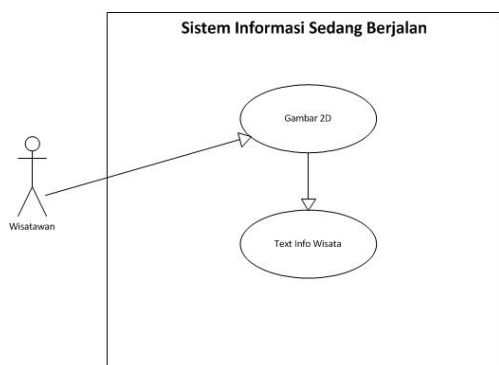 Sistem Informasi Sedang Berjalan
Gambar 2D
Wisatawan
Text Info Wisata